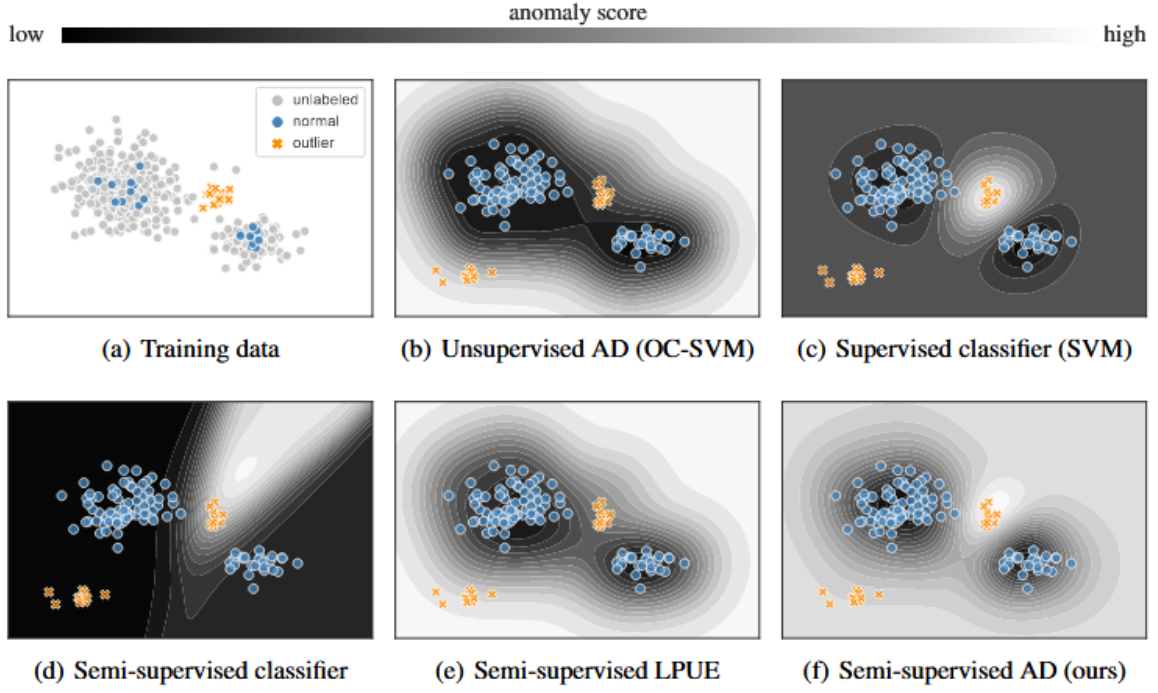 anomaly score
low high
unlabeled
normal
outlier
(a) Training data
(b) Unsupervised AD (OC-SVM)
(c) Supervised classifier (SVM)
(d) Semi-supervised classifier
(e) Semi-supervised LPUE
(f) Semi-supervised AD (ours)